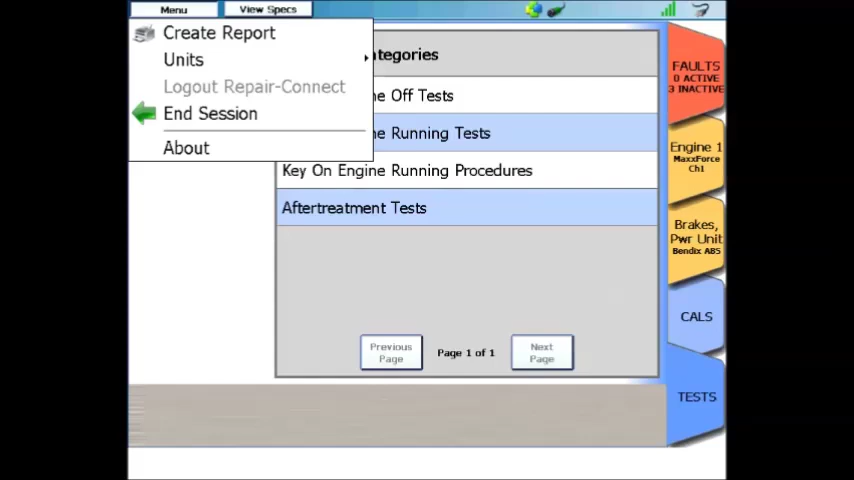 Menu
View Specs
Create Report
Units
Logout Repair-Connect
End Session
About
ategories
ne Off Tests
ne Running Tests
Key On Engine Running Procedures
Aftertreatment Tests
Previous
Page
Page 1 of 1
Next
Page
FAULTS
0 ACTIVE
3 INACTIVE
Engine 1
MaxxForce
Ch1
Brakes,
Pwr Unit
Bendix ABS
CALS
TESTS